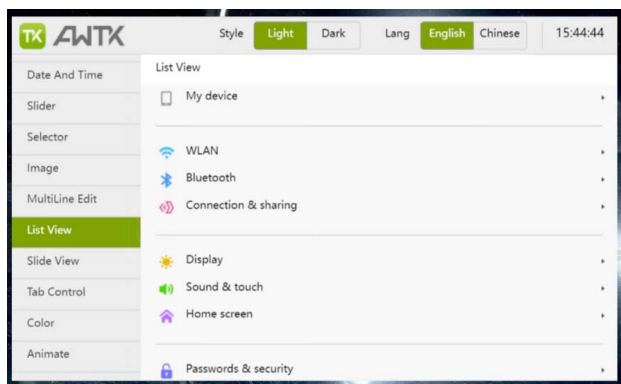 TK AWTK Style Light Dark Lang English Chinese 15:44:44
Date And Time
Slider
Selector
Image
MultiLine Edit
List View
Slide View
Tab Control
Color
Animate
List View
My device
WLAN
Bluetooth
Connection & sharing
Display
Sound & touch
Home screen
Passwords & security